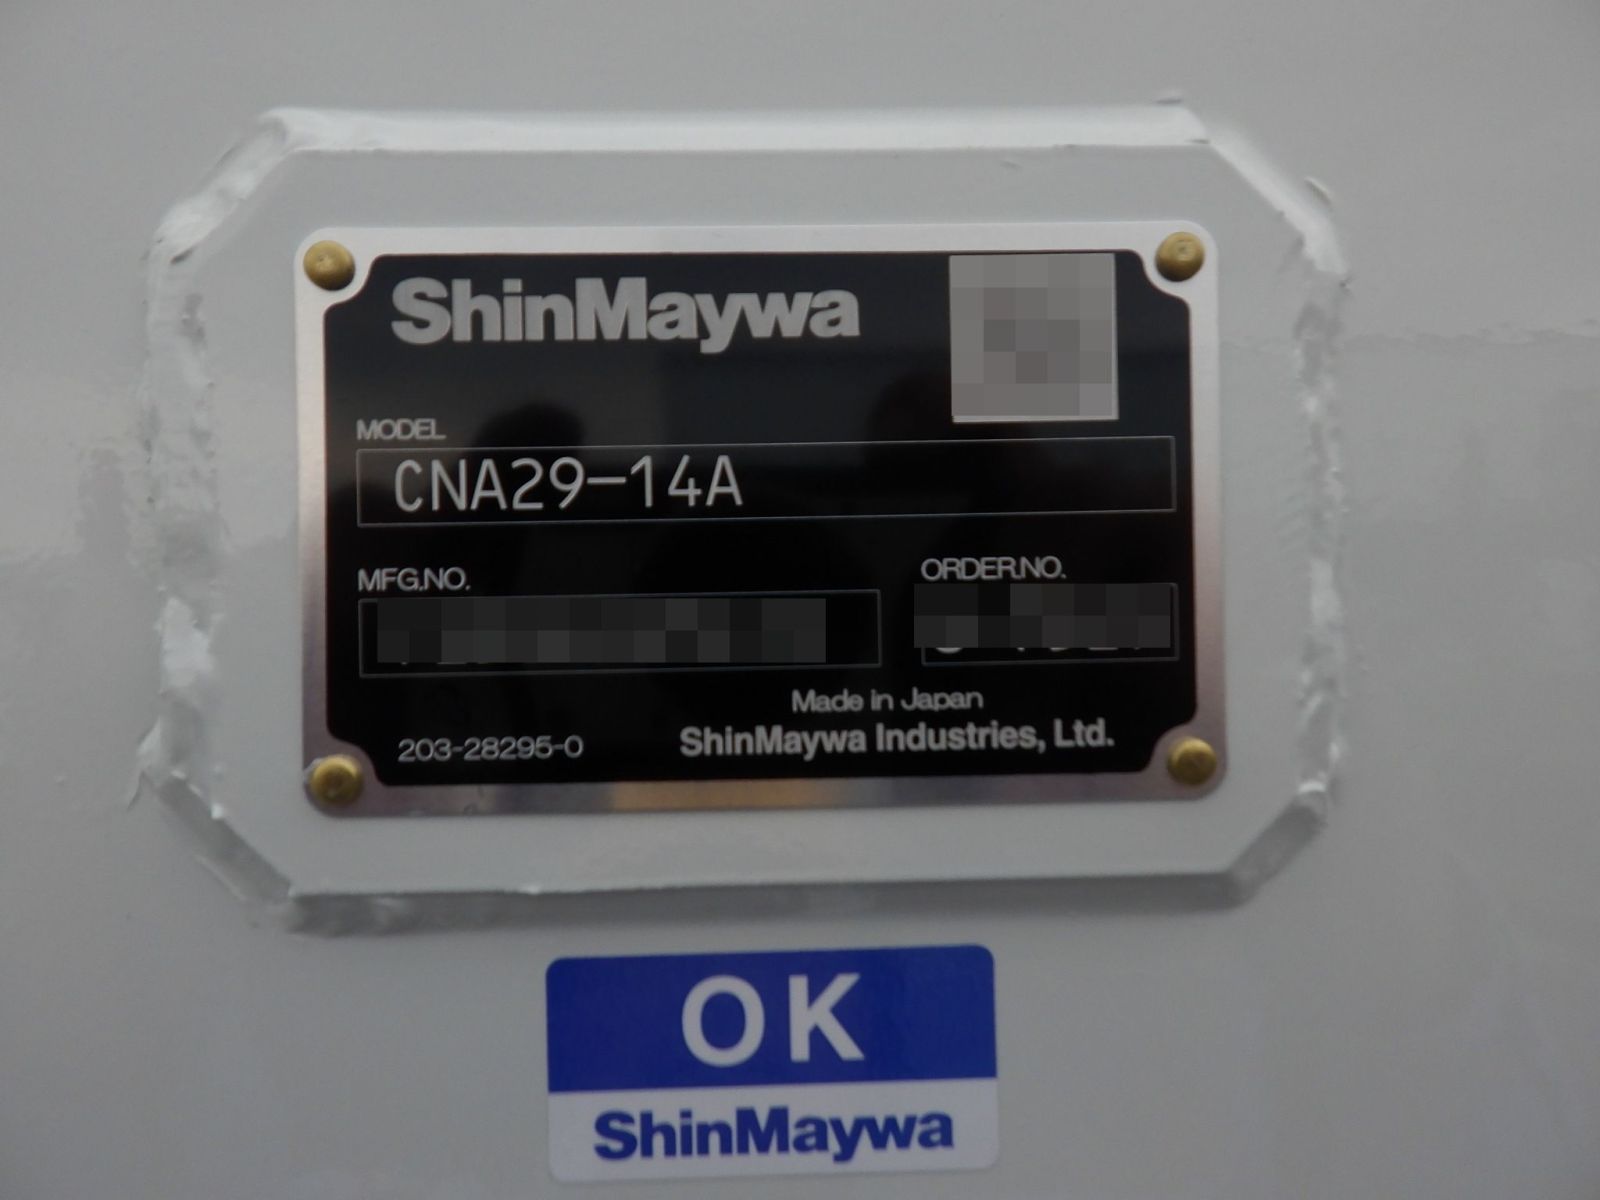 ShinMaywa
MODEL
CNA29-14A
MFG.NO.
ORDER.NO.
Made in Japan
203-28295-0
ShinMaywa Industries, Ltd.
OK
ShinMaywa